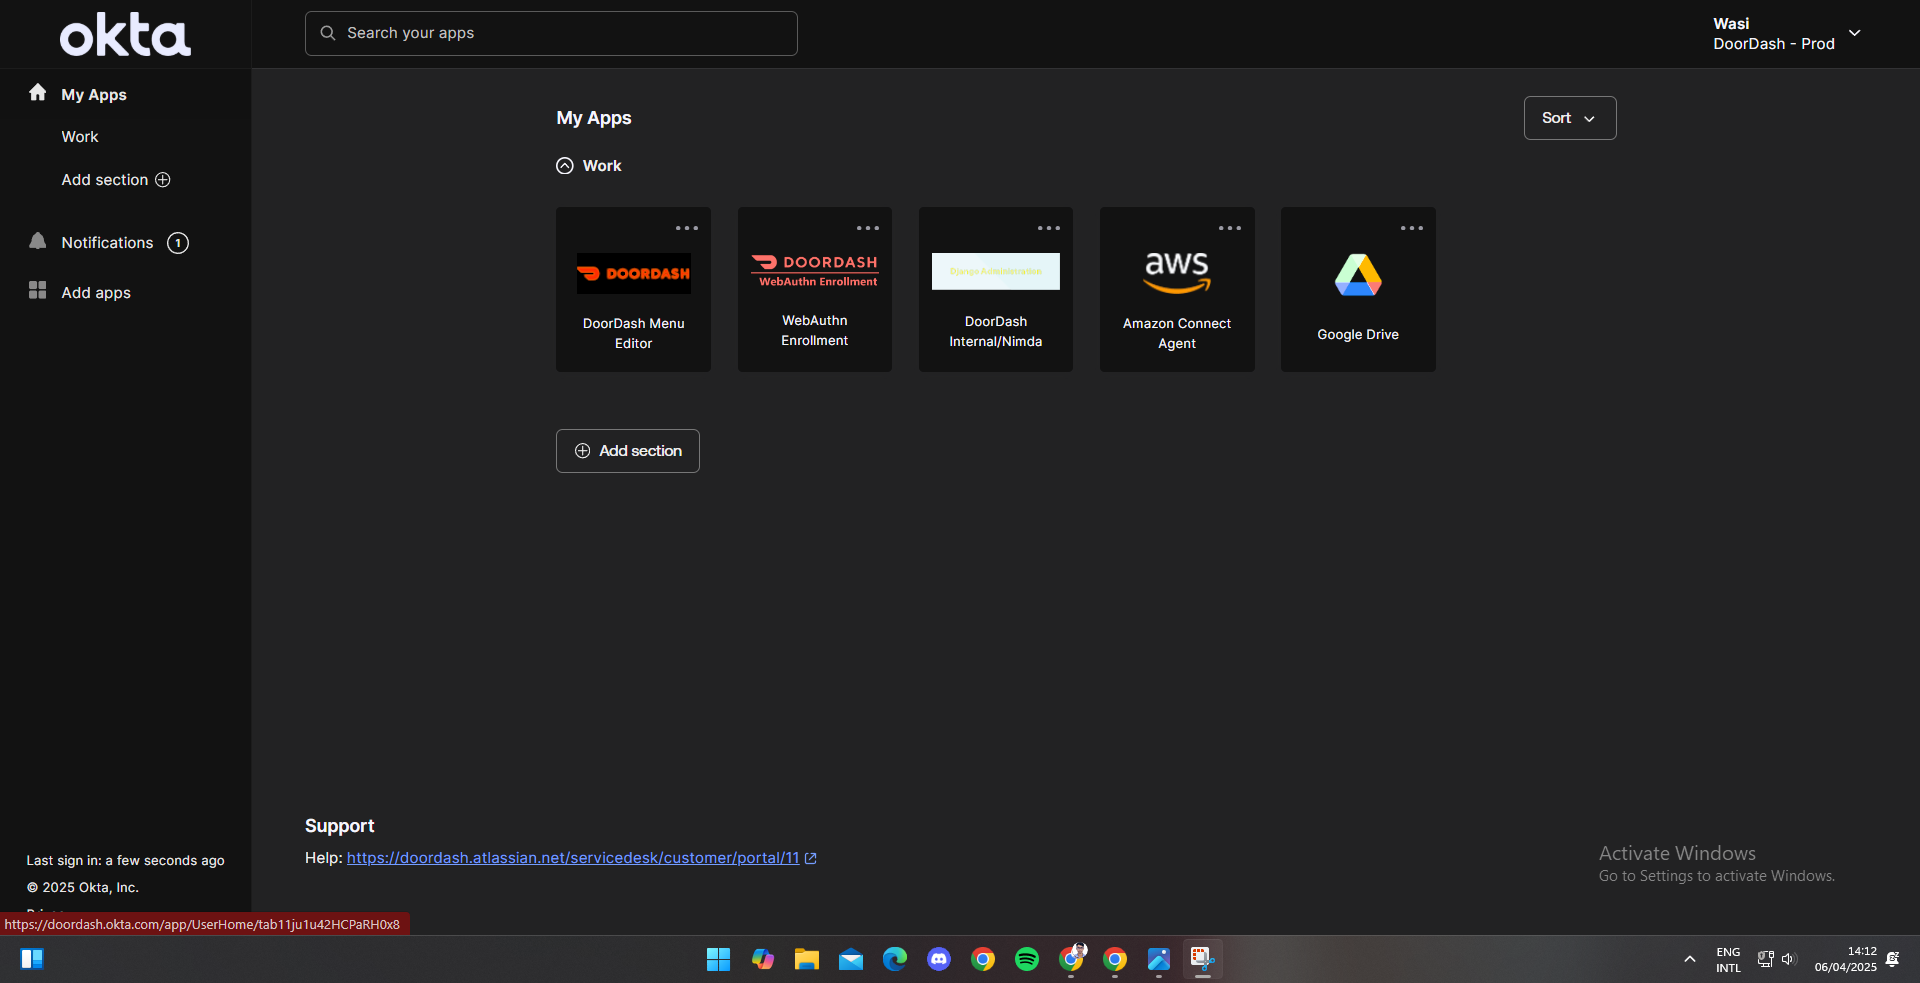 okta
Search your apps
Wasi
DoorDash - Prod
My Apps
Work
Add section
Notifications 1
Add apps
My Apps
Sort
Work
DOORDASH
DoorDash Menu
Editor
DOORDASH
WebAuthn Enrollment
WebAuthn
Enrollment
Django Administration
DoorDash
Internal/Nimda
aws
Amazon Connect
Agent
Google Drive
Add section
Support
Help: https://doordash.atlassian.net/servicedesk/customer/portal/11
Last sign in: a few seconds ago
© 2025 Okta, Inc.
https://doordash.okta.com/app/UserHome/tab11ju1u42HCPaRH0x8
Activate Windows
Go to Settings to activate Windows.
ENG
INTL
14:12
06/04/2025